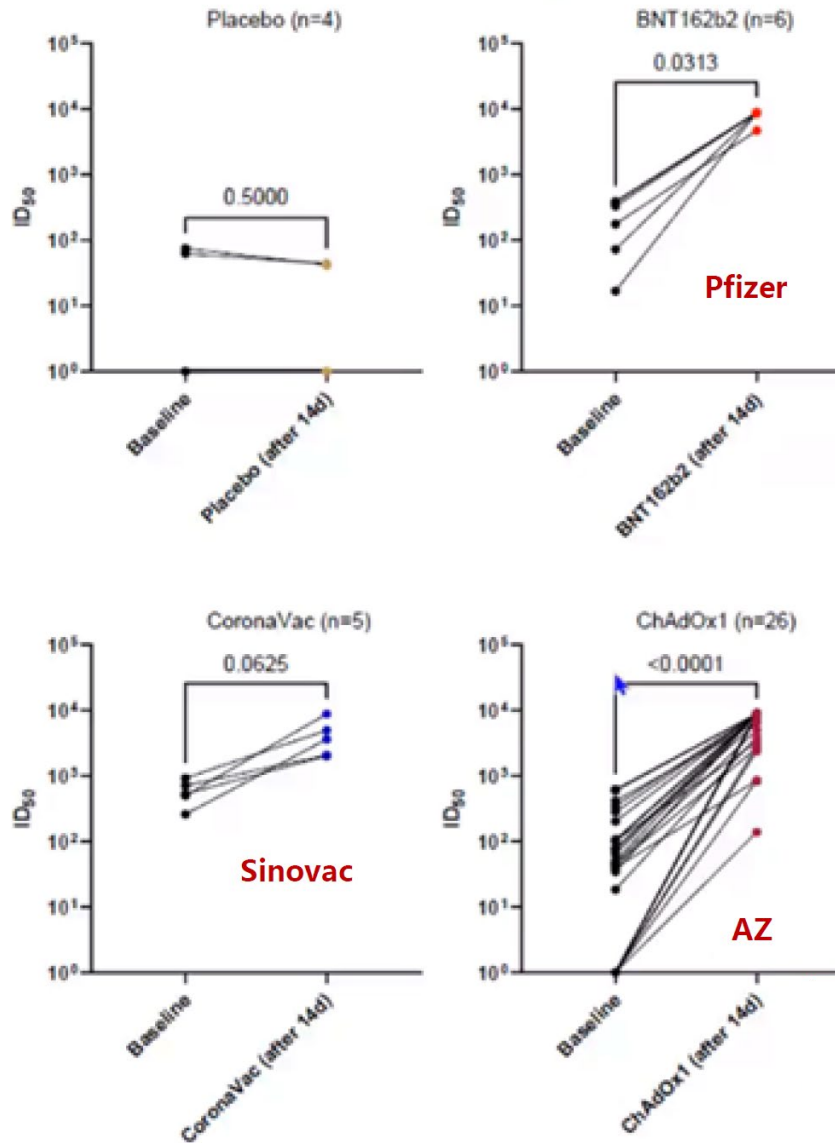 Placebo (n=4)
10⁵
10⁴
10³
10²
10¹
10⁰
ID₅₀
0.5000
Baseline
Placebo (after 14d)
BNT162b2 (n=6)
10⁵
10⁴
10³
10²
10¹
10⁰
ID₅₀
0.0313
Pfizer
Baseline
BNT162b2 (after 14d)
CoronaVac (n=5)
10⁵
10⁴
10³
10²
10¹
10⁰
ID₅₀
0.0625
Sinovac
Baseline
CoronaVac (after 14d)
ChAdOx1 (n=26)
10⁵
10⁴
10³
10²
10¹
10⁰
ID₅₀
<0.0001
AZ
Baseline
ChAdOx1 (after 14d)